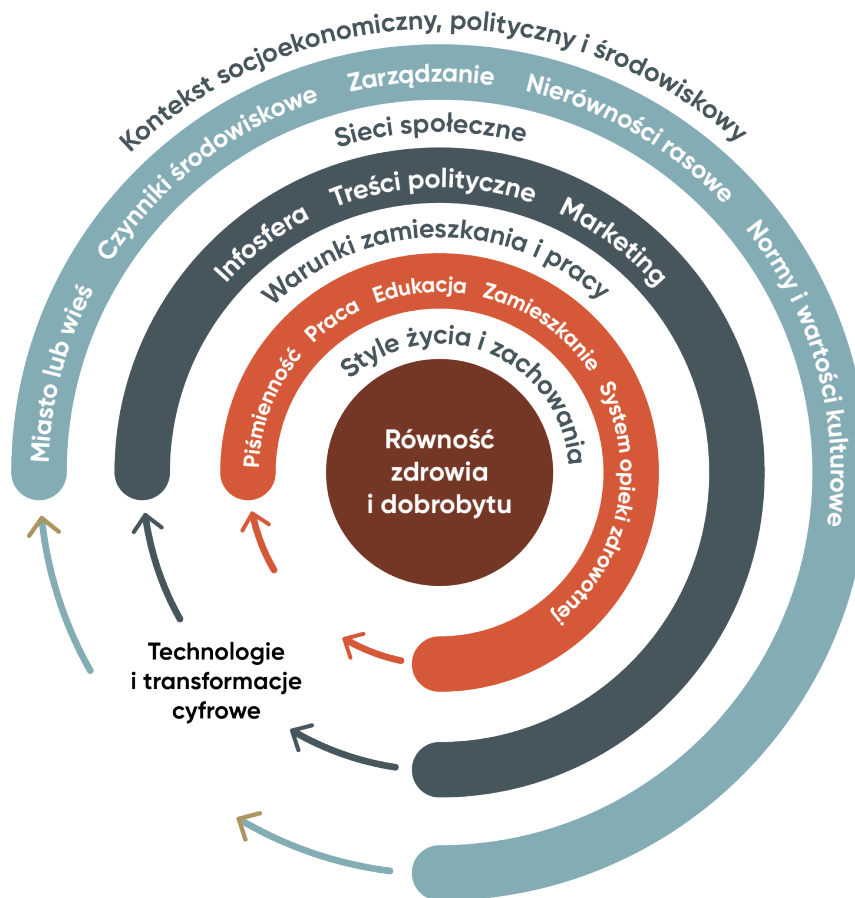 Kontekst socjoekonomiczny, polityczny i środowiskowy
Miasto lub wieś
Czynniki środowiskowe
Zarządzanie
Nierówności rasowe
Normy i wartości kulturowe
Sieci społeczne
Infosfera
Treści polityczne
Marketing
Warunki zamieszkania i pracy
Piśmienność
Praca
Edukacja
Zamieszkanie
System opieki zdrowotnej
Style życia i zachowania
Równość
zdrowia
i dobrobytu
Technologie
i transformacje
cyfrowe